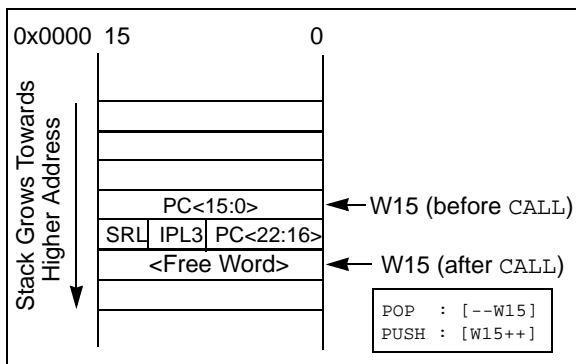 0x0000 15 0
Stack Grows Towards
Higher Address
PC<15:0>
W15 (before CALL)
SRL IPL3 PC<22:16>
<Free Word>
W15 (after CALL)
POP : [--W15]
PUSH : [W15++]